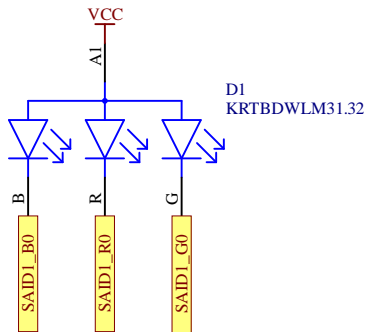 VCC
A1
D1
KRTBDWLM31.32
B
R
G
SAID1_B0
SAID1_R0
SAID1_G0